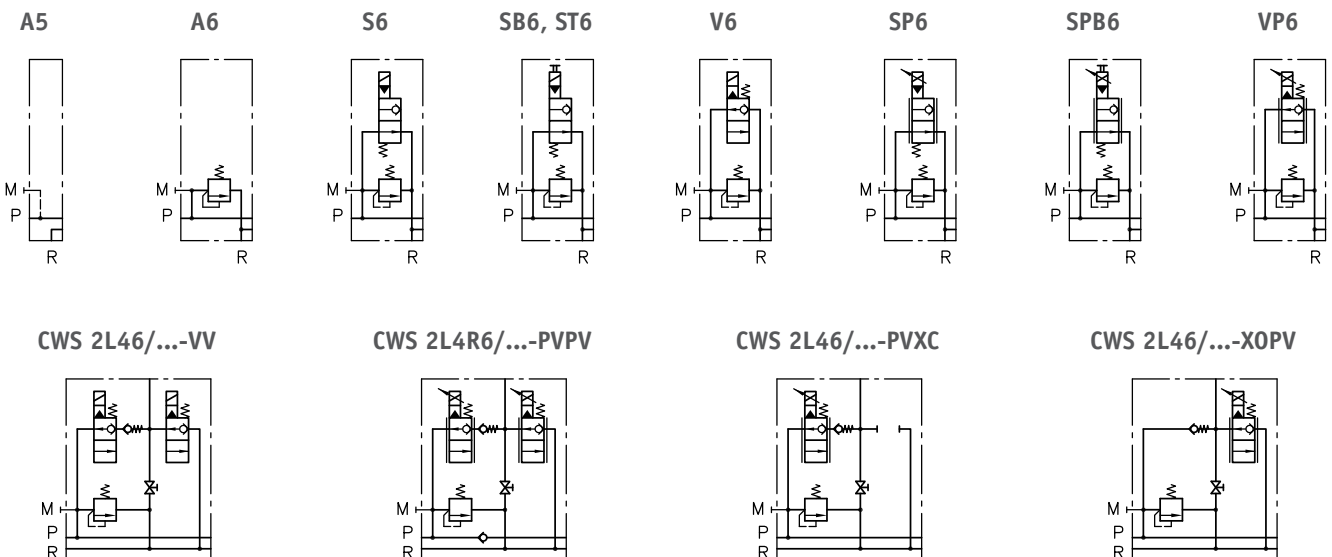 A5 A6 S6 SB6, ST6 V6 SP6 SPB6 VP6
M M M M M M M M
P P P P P P P P
R R R R R R R R
CWS 2L46/...-VV CWS 2L4R6/...-PVPV CWS 2L46/...-PVXC CWS 2L46/...-XOPV
M M M M
P P P P
R R R R